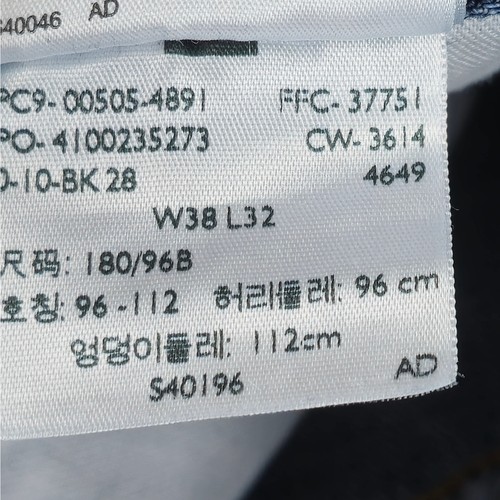 S40046 AD
PC9-00505-4891 FFC-37751
PO-4100235273 CW-3614
0-10-BK 28 4649
W38 L32
尺码: 180/96B
호칭: 96-112 허리둘레: 96 cm
엉덩이둘레: 112cm
S40196 AD